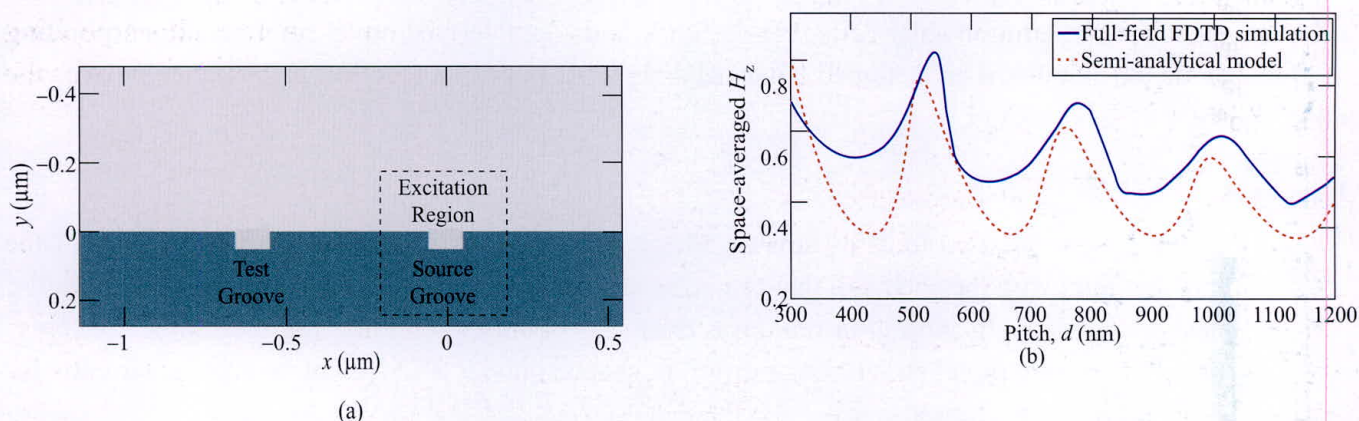 −0.4
−0.2
0
0.2
y (μm)
Excitation
Region
Test
Groove
Source
Groove
−1
−0.5
0
0.5
x (μm)
(a)
Full-field FDTD simulation
Semi-analytical model
0.8
0.6
0.4
0.2
Space-averaged Hz
300 400 500 600 700 800 900 1000 1100 1200
Pitch, d (nm)
(b)